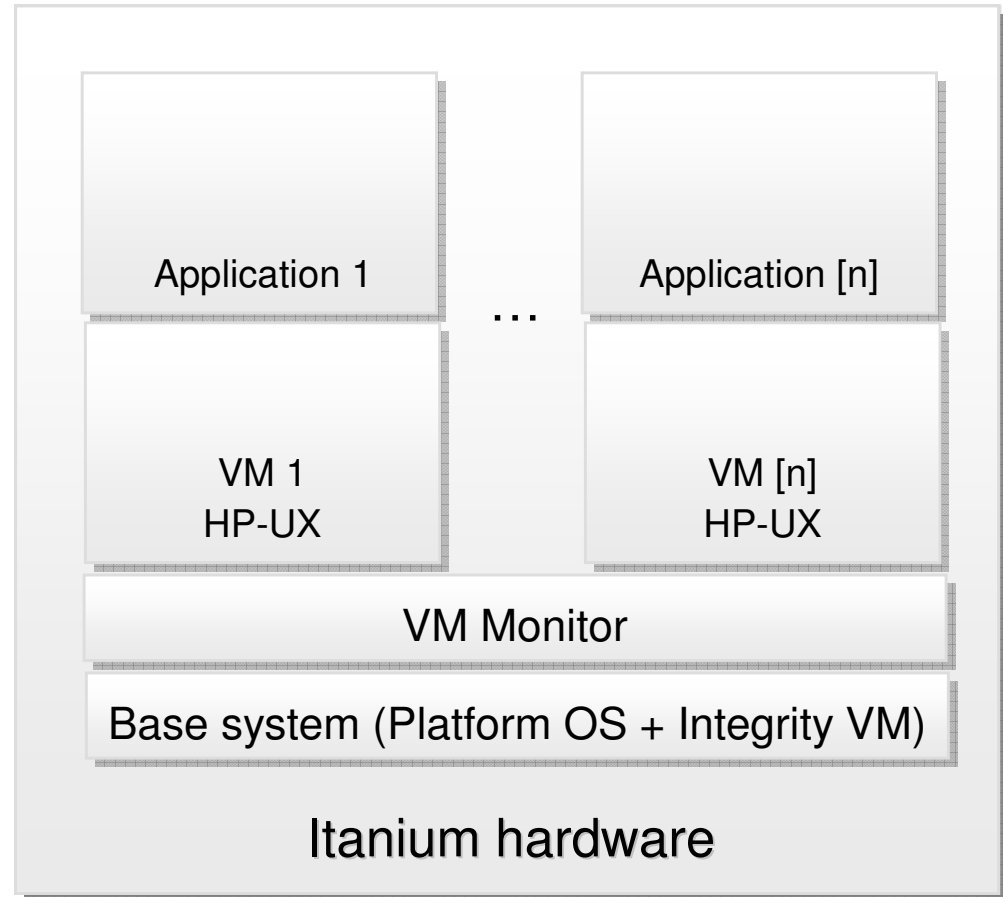 Application 1
Application [n]
...
VM 1
HP-UX
VM [n]
HP-UX
VM Monitor
Base system (Platform OS + Integrity VM)
Itanium hardware